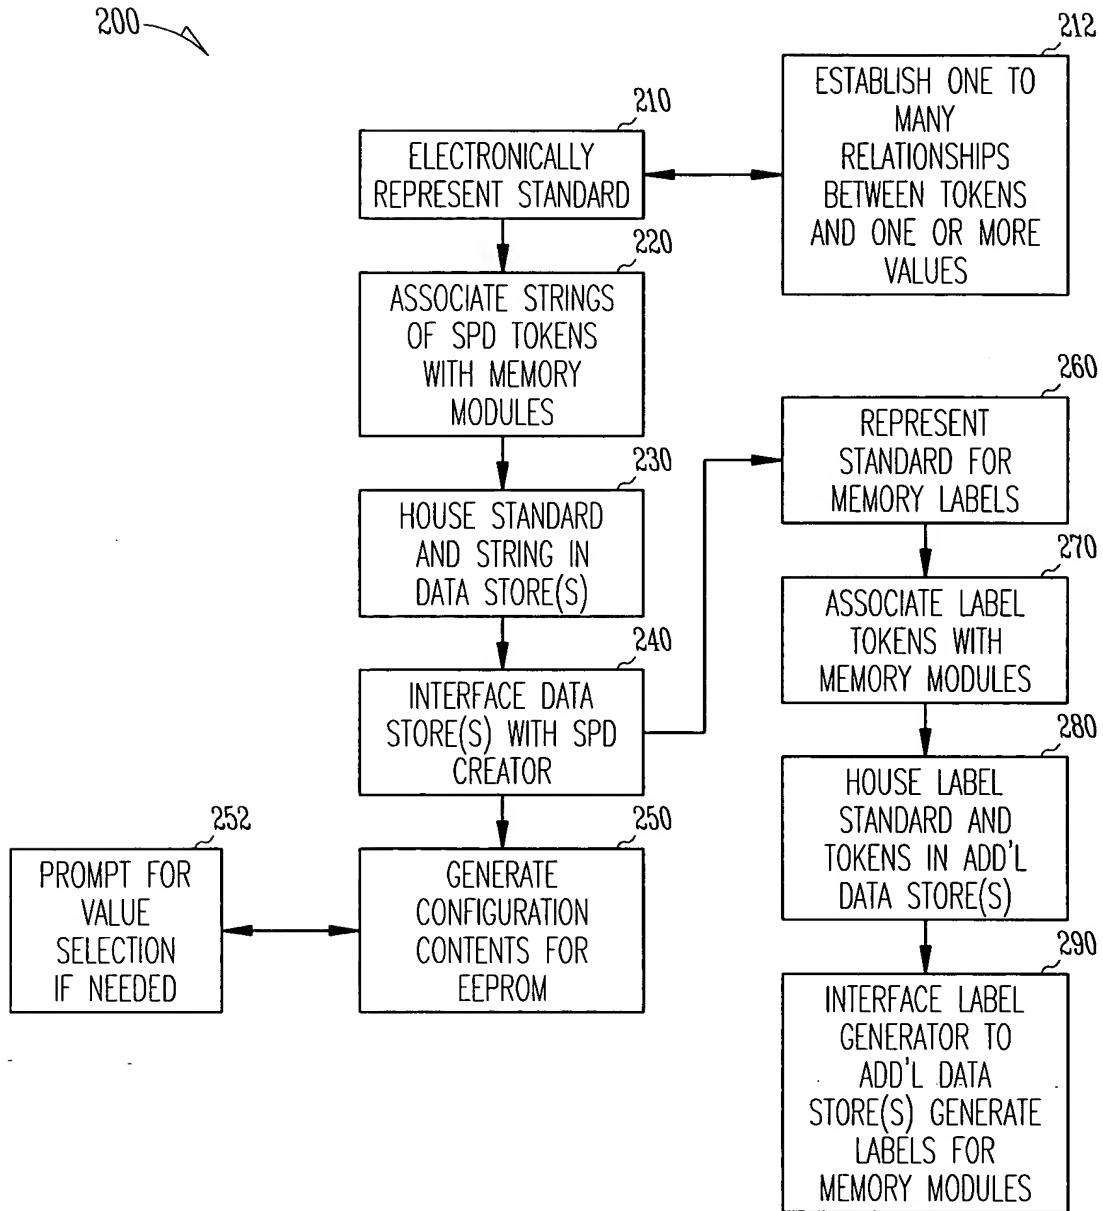 200
212
ESTABLISH ONE TO
MANY
RELATIONSHIPS
BETWEEN TOKENS
AND ONE OR MORE
VALUES
210
ELECTRONICALLY
REPRESENT STANDARD
220
ASSOCIATE STRINGS
OF SPD TOKENS
WITH MEMORY
MODULES
230
HOUSE STANDARD
AND STRING IN
DATA STORE(S)
240
INTERFACE DATA
STORE(S) WITH SPD
CREATOR
250
GENERATE
CONFIGURATION
CONTENTS FOR
EEPROM
252
PROMPT FOR
VALUE
SELECTION
IF NEEDED
260
REPRESENT
STANDARD FOR
MEMORY LABELS
270
ASSOCIATE LABEL
TOKENS WITH
MEMORY MODULES
280
HOUSE LABEL
STANDARD AND
TOKENS IN ADD'L
DATA STORE(S)
290
INTERFACE LABEL
GENERATOR TO
ADD'L DATA
STORE(S) GENERATE
LABELS FOR
MEMORY MODULES